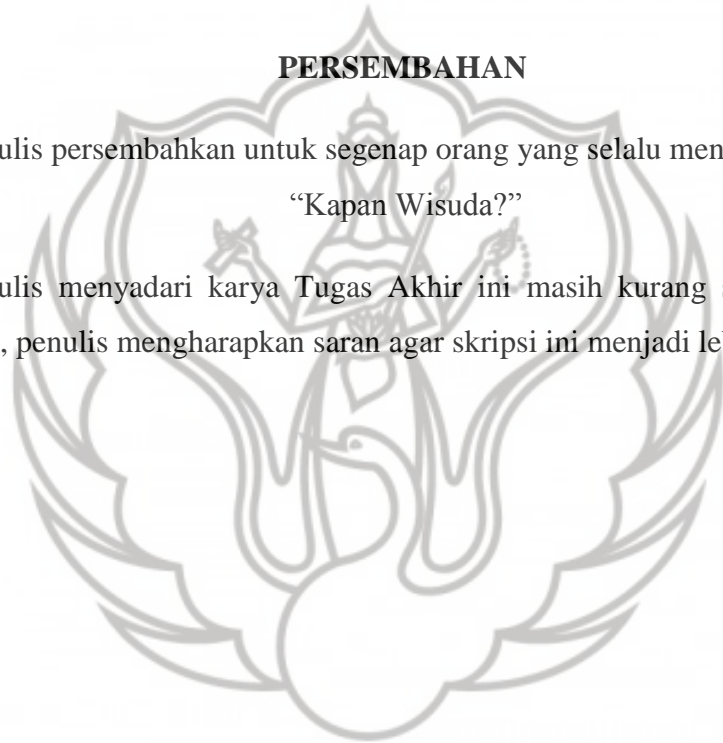 PERSEMBAHAN
ulis persembahkan untuk segenap orang yang selalu men
“Kapan Wisuda?”
ulis menyadari karya Tugas Akhir ini masih kurang
, penulis mengharapkan saran agar skripsi ini menjadi le